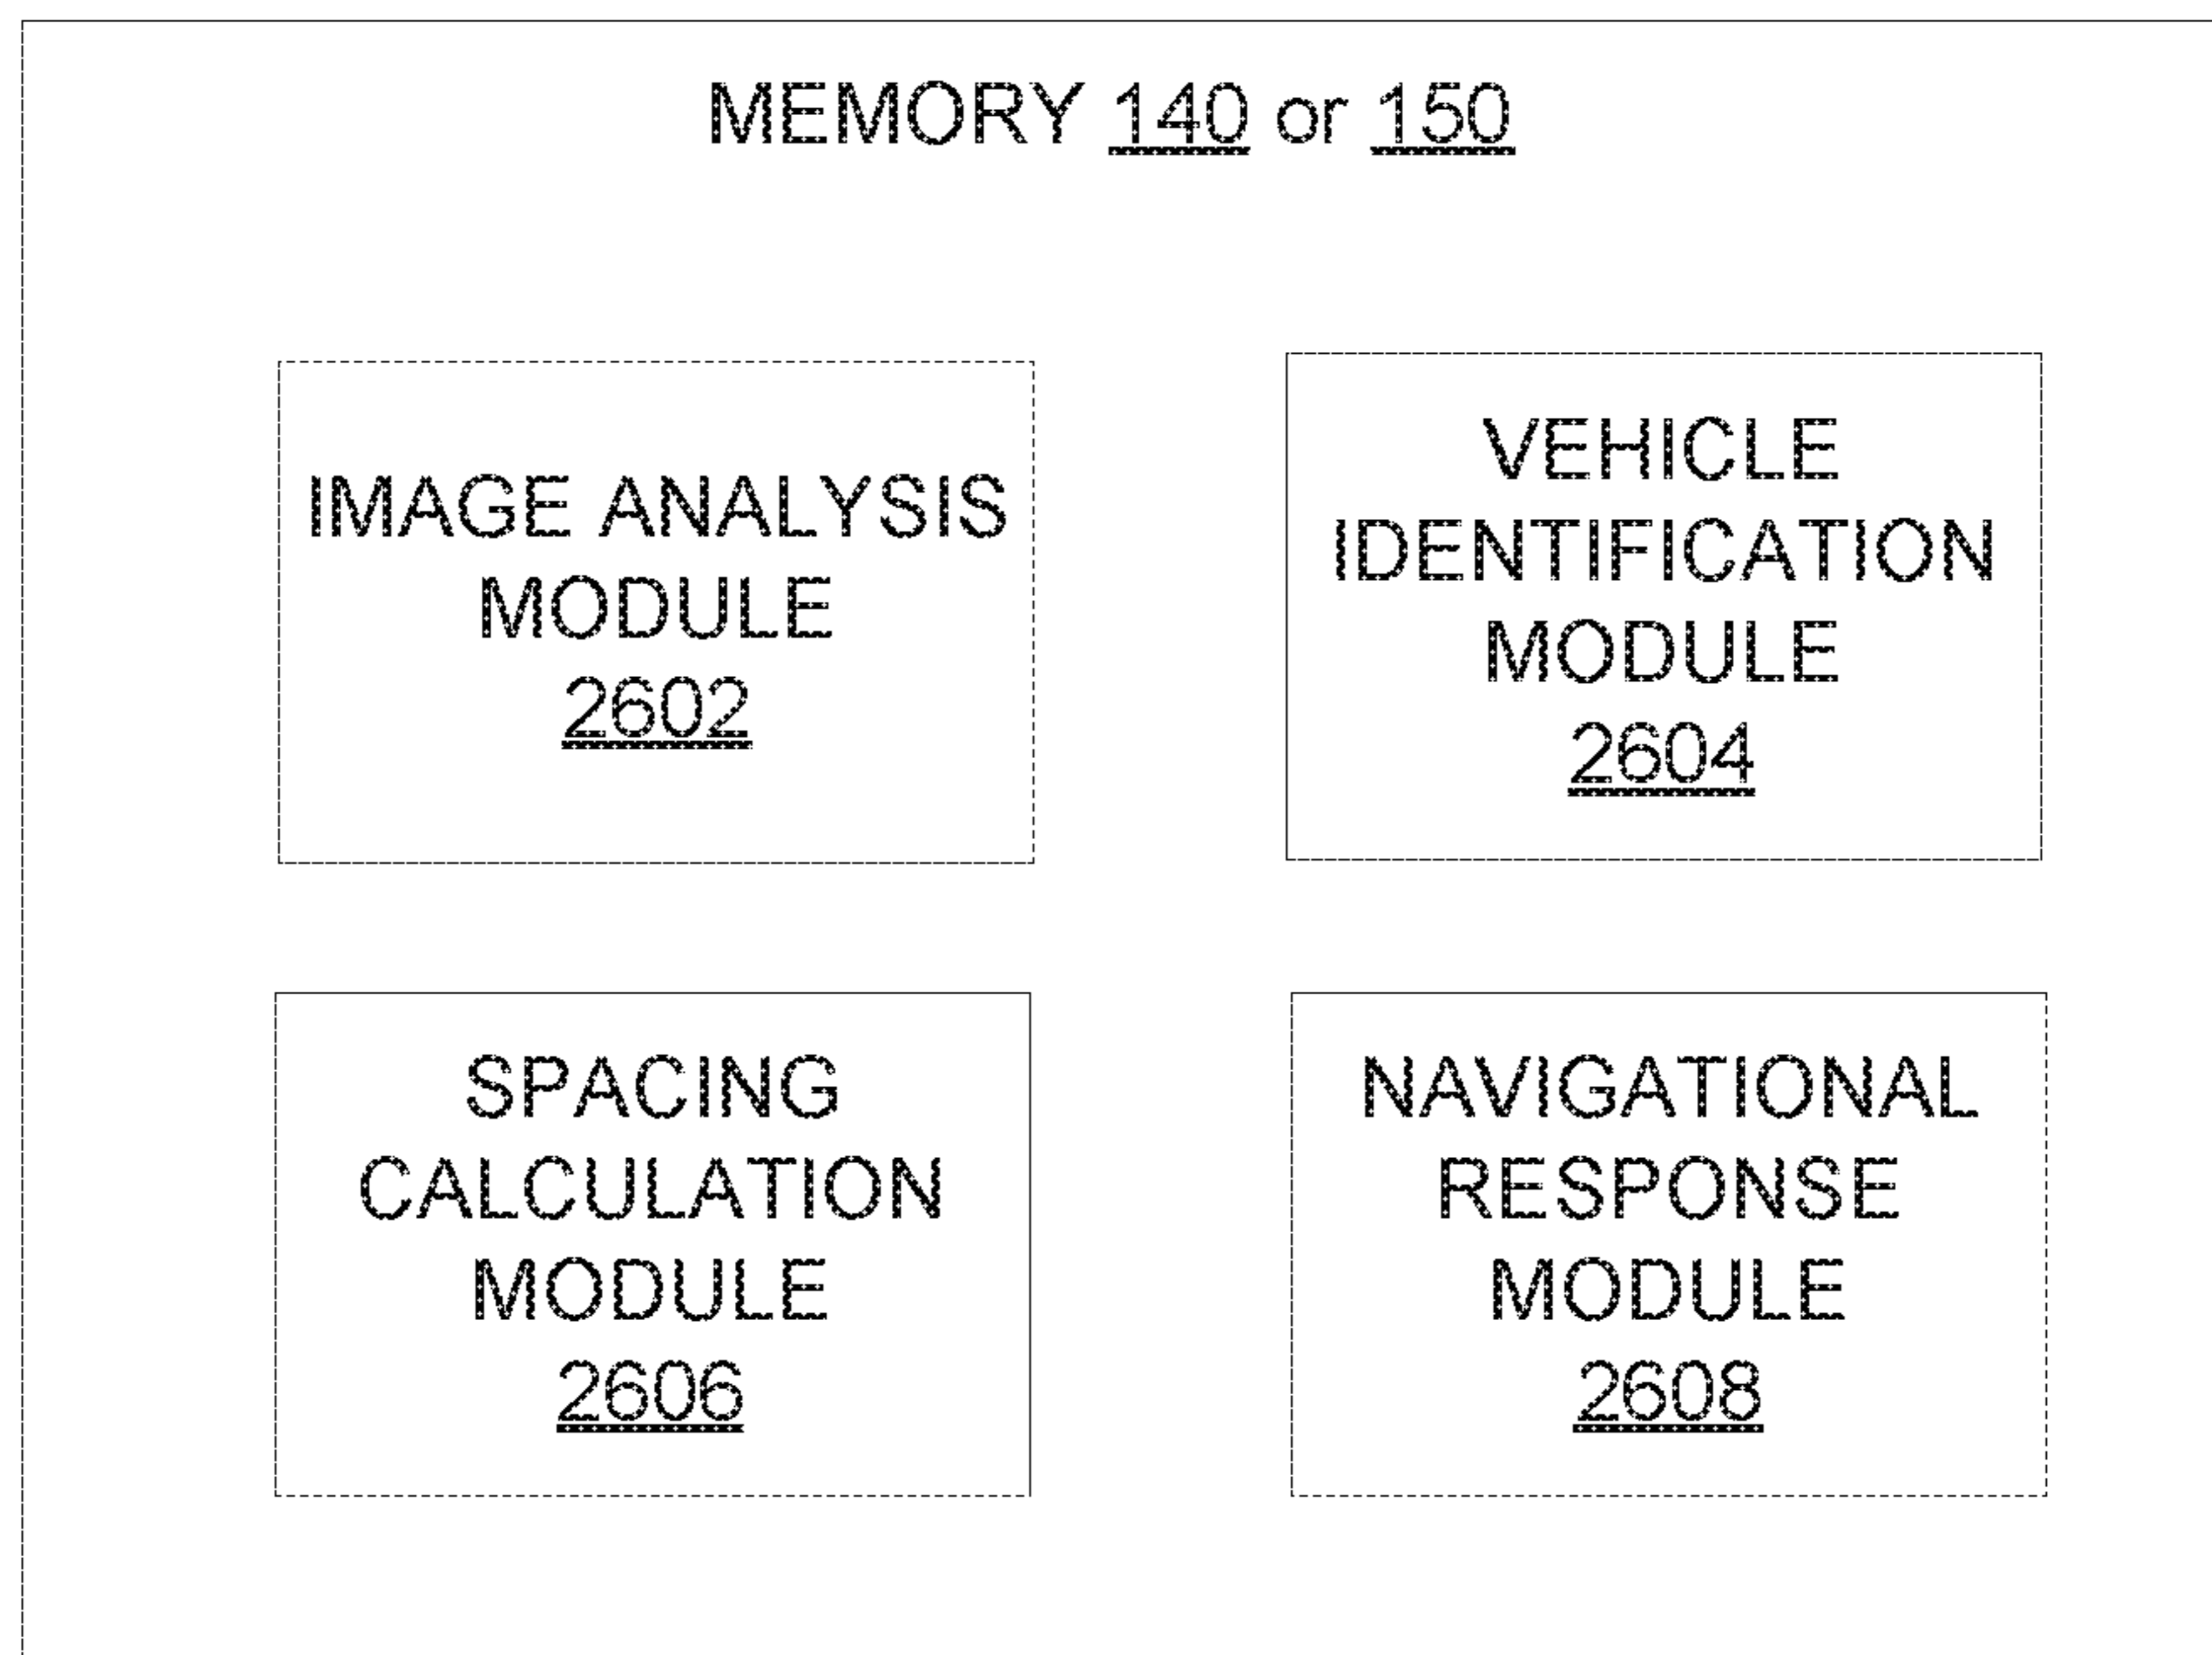 MEMORY 140 or 150
IMAGE ANALYSIS
MODULE
2602
VEHICLE
IDENTIFICATION
MODULE
2604
SPACING
CALCULATION
MODULE
2606
NAVIGATIONAL
RESPONSE
MODULE
2608